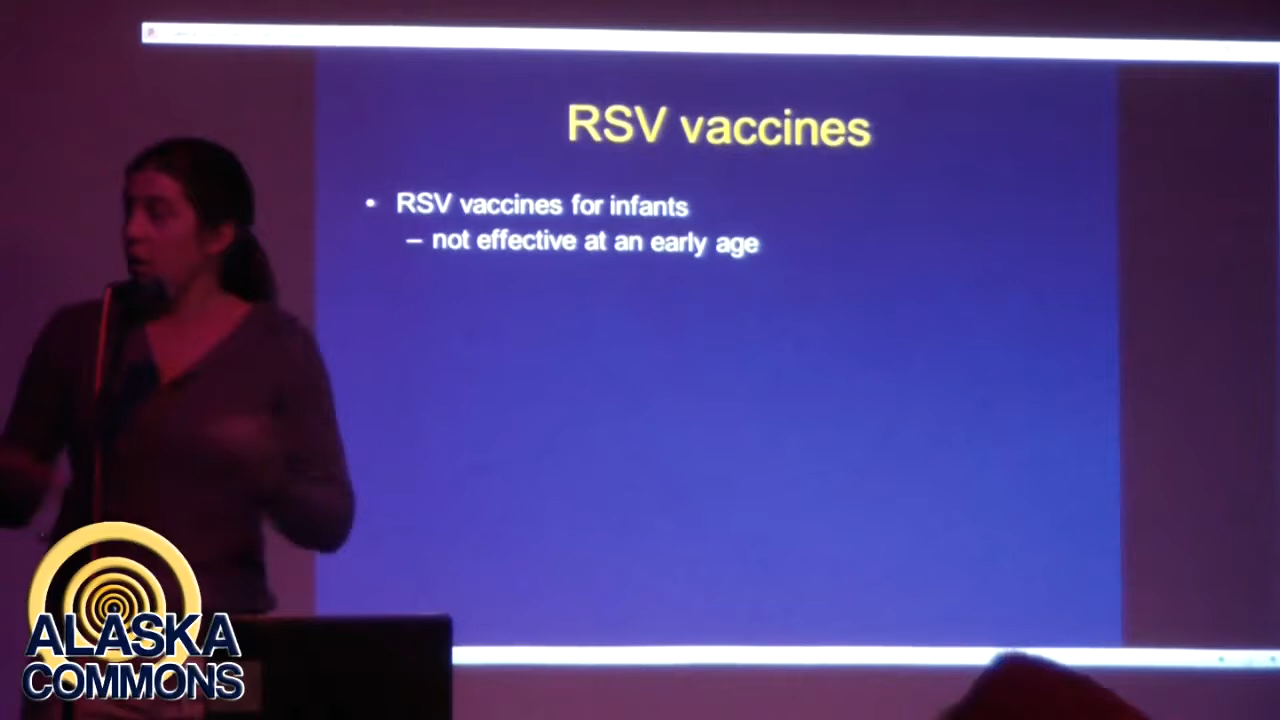 RSV vaccines
• RSV vaccines for infants
– not effective at an early age
ALASKA
COMMONS